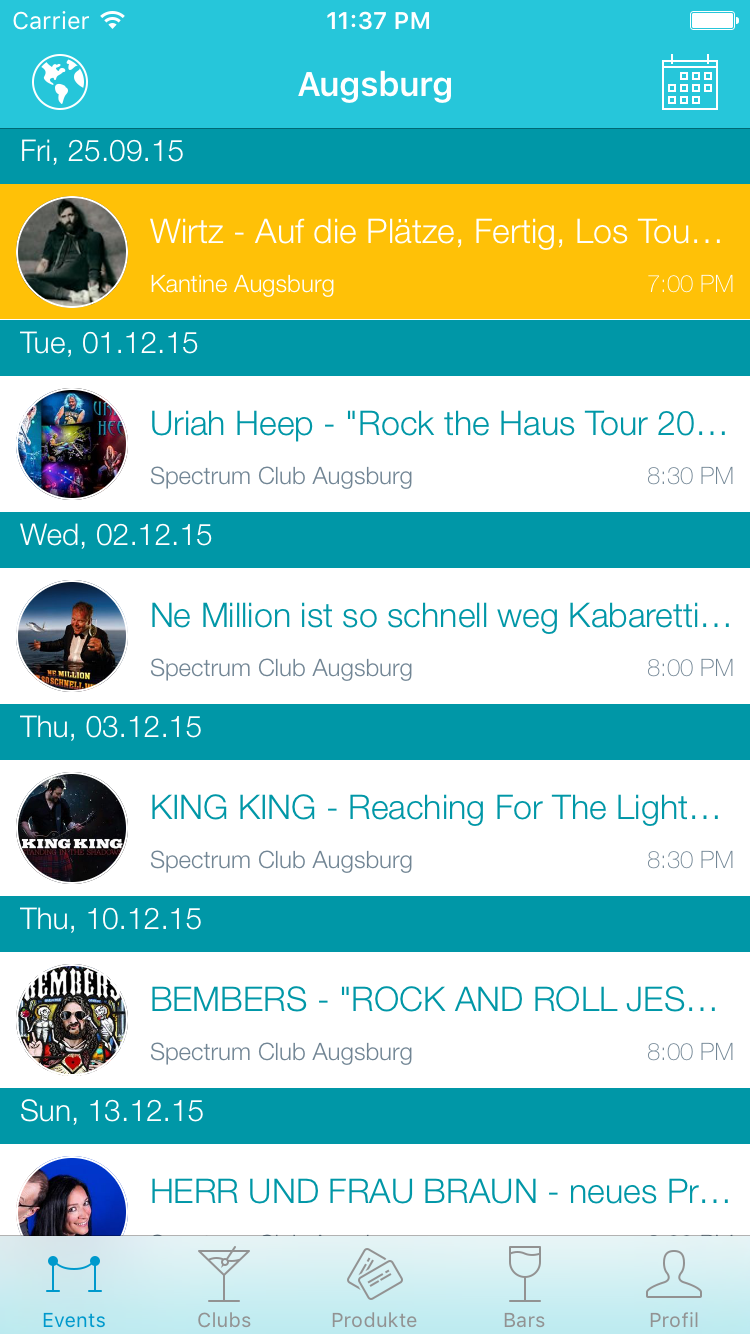 Carrier 11:37 PM
Augsburg
Fri, 25.09.15
Wirtz - Auf die Plätze, Fertig, Los Tou...
Kantine Augsburg 7:00 PM
Tue, 01.12.15
Uriah Heep - "Rock the Haus Tour 20...
Spectrum Club Augsburg 8:30 PM
Wed, 02.12.15
Ne Million ist so schnell weg Kabaretti...
NE MILLION
Spectrum Club Augsburg 8:00 PM
Thu, 03.12.15
KING KING - Reaching For The Light...
KING KING
Spectrum Club Augsburg 8:30 PM
Thu, 10.12.15
BEMBERS
BEMBERS - "ROCK AND ROLL JES...
Spectrum Club Augsburg 8:00 PM
Sun, 13.12.15
HERR UND FRAU BRAUN - neues Pr...
Events Clubs Produkte Bars Profil